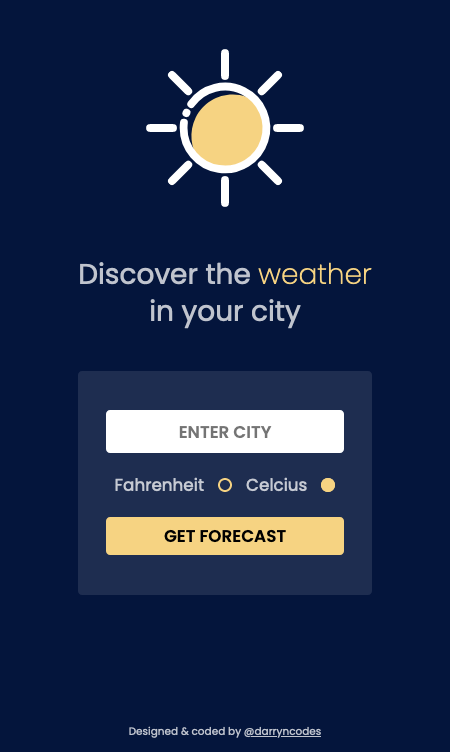 Discover the weather
in your city
ENTER CITY
Fahrenheit Celcius
GET FORECAST
Designed & coded by @darryncodes